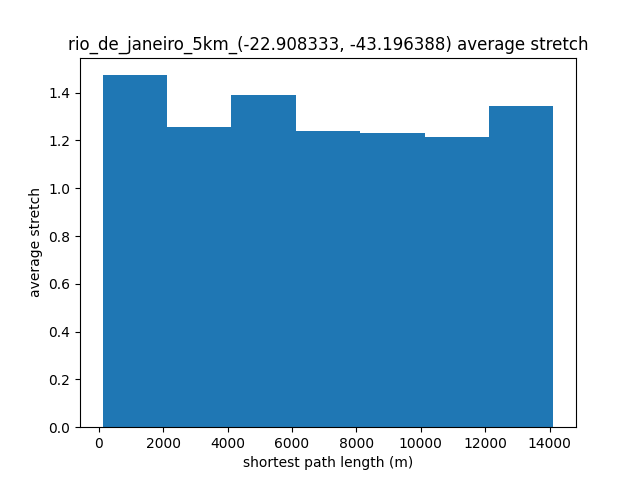 rio_de_janeiro_5km_(-22.908333, -43.196388) average stretch
1.4
1.2
1.0
0.8
0.6
0.4
0.2
0.0
average stretch
0 2000 4000 6000 8000 10000 12000 14000
shortest path length (m)